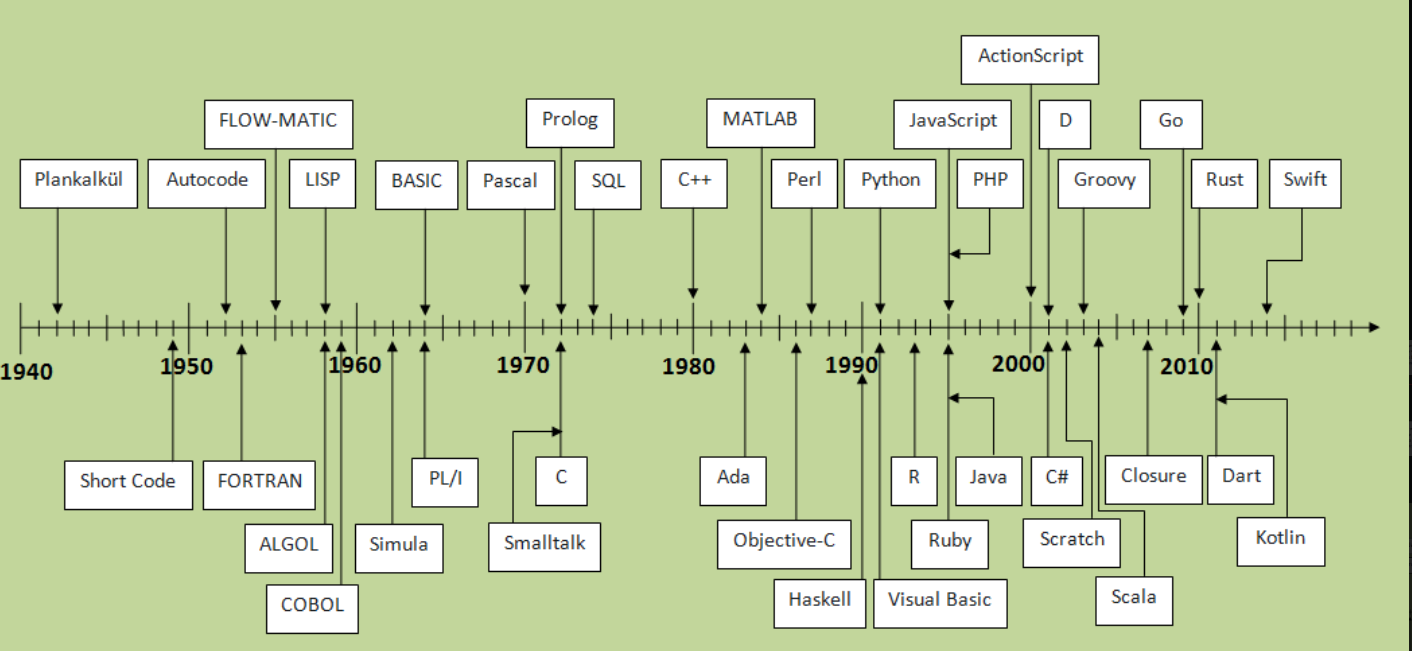 ActionScript
FLOW-MATIC
Prolog
MATLAB
JavaScript
D
Go
Plankalkül
Autocode
LISP
BASIC
Pascal
SQL
C++
Perl
Python
PHP
Groovy
Rust
Swift
1940
1950
1960
1970
1980
1990
2000
2010
Short Code
FORTRAN
PL/I
C
Ada
R
Java
C#
Closure
Dart
ALGOL
Simula
Smalltalk
Objective-C
Ruby
Scratch
Kotlin
COBOL
Haskell
Visual Basic
Scala